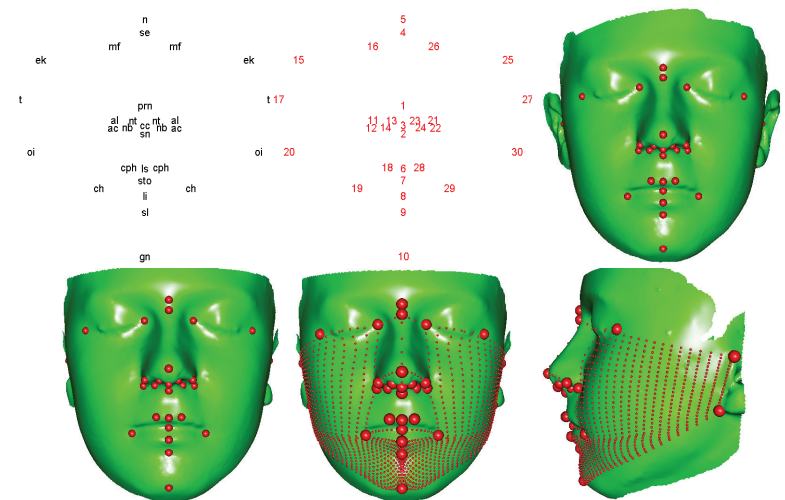 n
se
mf mf
ek ek
t t
prn
al nt nt al
ac nb cc nb ac
sn
oi oi
cph ls cph
sto
ch ch
li
sl
gn
5
4
16 26
15 25
17 27
1
11 13 23 21
12 14 3 24 22
2
20 30
18 6 28
7
19 29
8
9
10